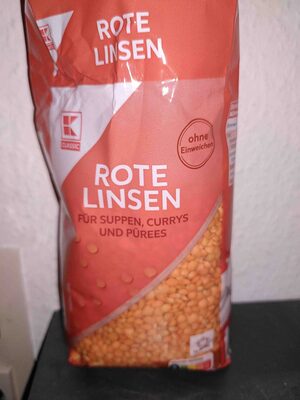 ROTE
LINSEN
K
CLASSIC
ohne
Einweichen
ROTE
LINSEN
FÜR SUPPEN, CURRYS
UND PÜREES